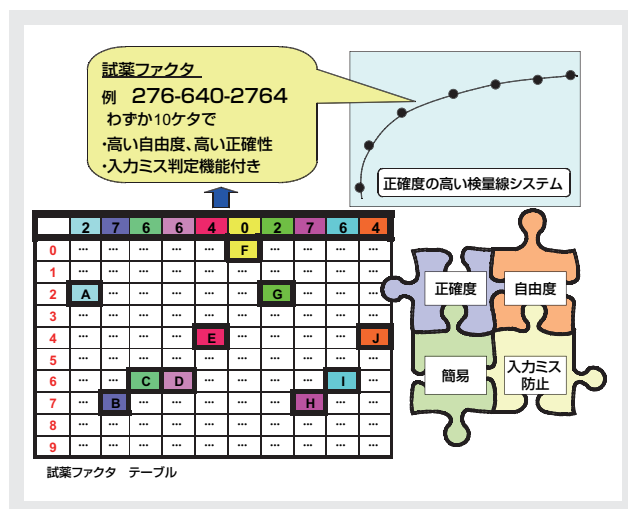 試薬ファクタ
例 276-640-2764
わずか10ケタで
・高い自由度、高い正確性
・入力ミス判定機能付き
正確度の高い検量線システム
2 7 6 6 4 0 2 7 6 4
0 ... ... ... ... ... F ... ... ... ...
1 ... ... ... ... ... ... ... ... ... ...
2 A ... ... ... ... ... G ... ... ...
3 ... ... ... ... ... ... ... ... ... ...
4 ... ... ... ... E ... ... ... ... J
5 ... ... ... ... ... ... ... ... ... ...
6 ... ... C D ... ... ... ... I ...
7 ... B ... ... ... ... ... H ... ...
8 ... ... ... ... ... ... ... ... ... ...
9 ... ... ... ... ... ... ... ... ... ...
試薬ファクタ テーブル
正確度
自由度
簡易
入力ミス
防止